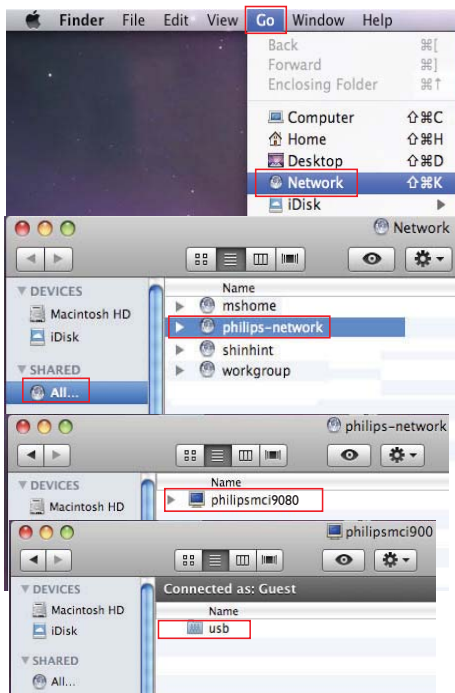 Finder File Edit View Go Window Help
Back ⌘[
Forward ⌘]
Enclosing Folder ⌘↑
Computer ⇧⌘C
Home ⇧⌘H
Desktop ⇧⌘D
Network ⇧⌘K
iDisk
Network
DEVICES
Macintosh HD
iDisk
SHARED
All...
Name
mshome
philips-network
shinhint
workgroup
philips-network
DEVICES
Macintosh HD
Name
philipsmci9080
philipsmci900
DEVICES
Macintosh HD
iDisk
SHARED
All...
Connected as: Guest
Name
usb